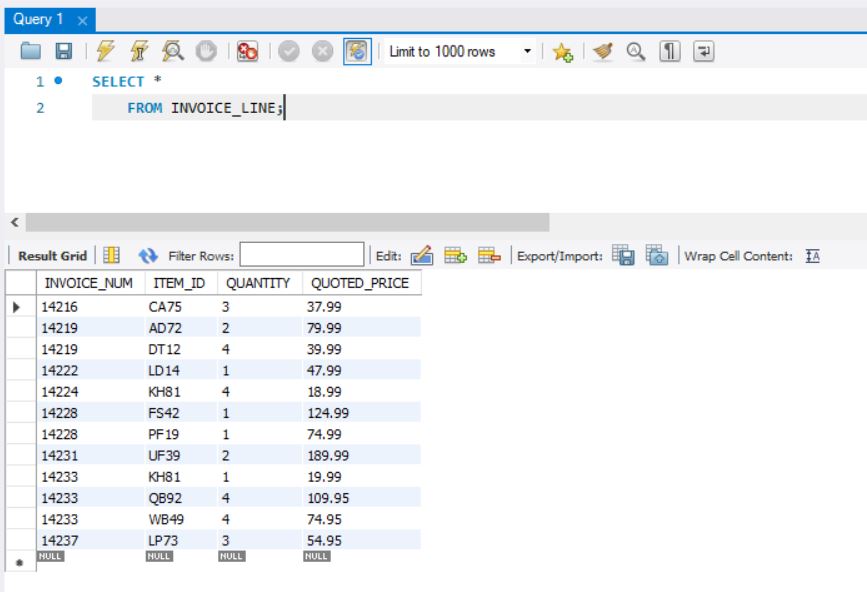 Query 1
Limit to 1000 rows
1 SELECT *
2 FROM INVOICE_LINE;
Result Grid Filter Rows: Edit: Export/Import: Wrap Cell Content: IA
INVOICE_NUM ITEM_ID QUANTITY QUOTED_PRICE
14216 CA75 3 37.99
14219 AD72 2 79.99
14219 DT12 4 39.99
14222 LD14 1 47.99
14224 KH81 4 18.99
14228 FS42 1 124.99
14228 PF19 1 74.99
14231 UF39 2 189.99
14233 KH81 1 19.99
14233 QB92 4 109.95
14233 WB49 4 74.95
14237 LP73 3 54.95
NULL NULL NULL NULL